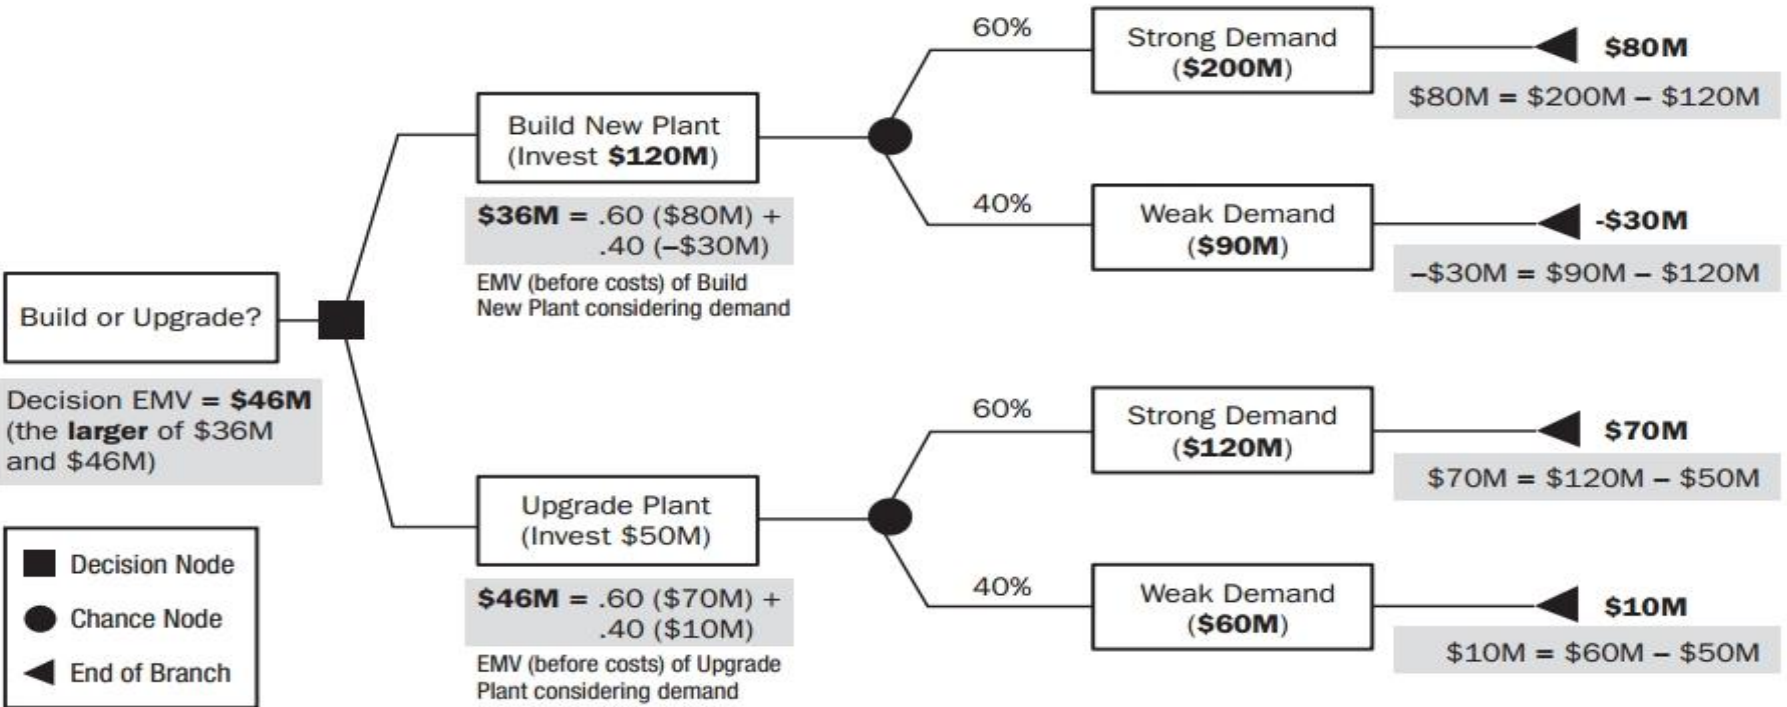 Build or Upgrade?
Decision EMV = $46M
(the larger of $36M
and $46M)
Decision Node
Chance Node
End of Branch
Build New Plant
(Invest $120M)
$36M = .60 ($80M) +
.40 (–$30M)
EMV (before costs) of Build
New Plant considering demand
Upgrade Plant
(Invest $50M)
$46M = .60 ($70M) +
.40 ($10M)
EMV (before costs) of Upgrade
Plant considering demand
60%
Strong Demand
($200M)
$80M
$80M = $200M – $120M
40%
Weak Demand
($90M)
-$30M
–$30M = $90M – $120M
60%
Strong Demand
($120M)
$70M
$70M = $120M – $50M
40%
Weak Demand
($60M)
$10M
$10M = $60M – $50M